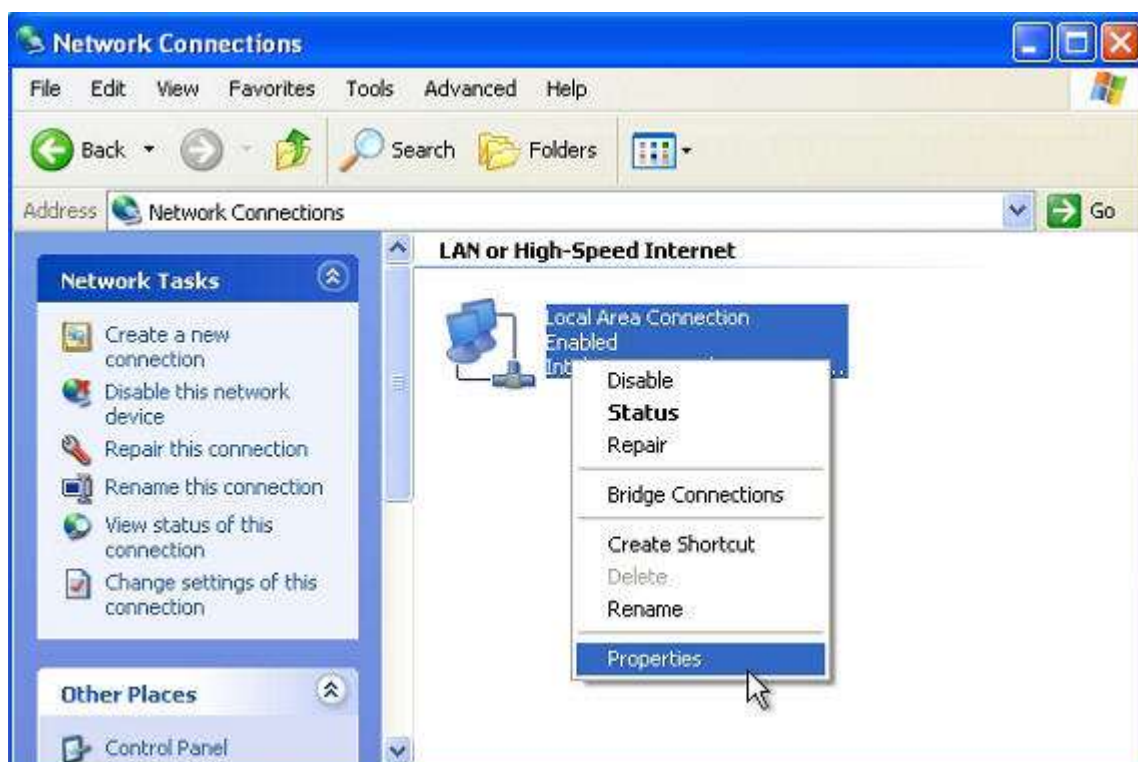 Network Connections
File Edit View Favorites Tools Advanced Help
Back Search Folders
Address Network Connections Go
Network Tasks
Create a new
connection
Disable this network
device
Repair this connection
Rename this connection
View status of this
connection
Change settings of this
connection
Other Places
Control Panel
LAN or High-Speed Internet
Local Area Connection
Enabled
Disable
Status
Repair
Bridge Connections
Create Shortcut
Delete
Rename
Properties